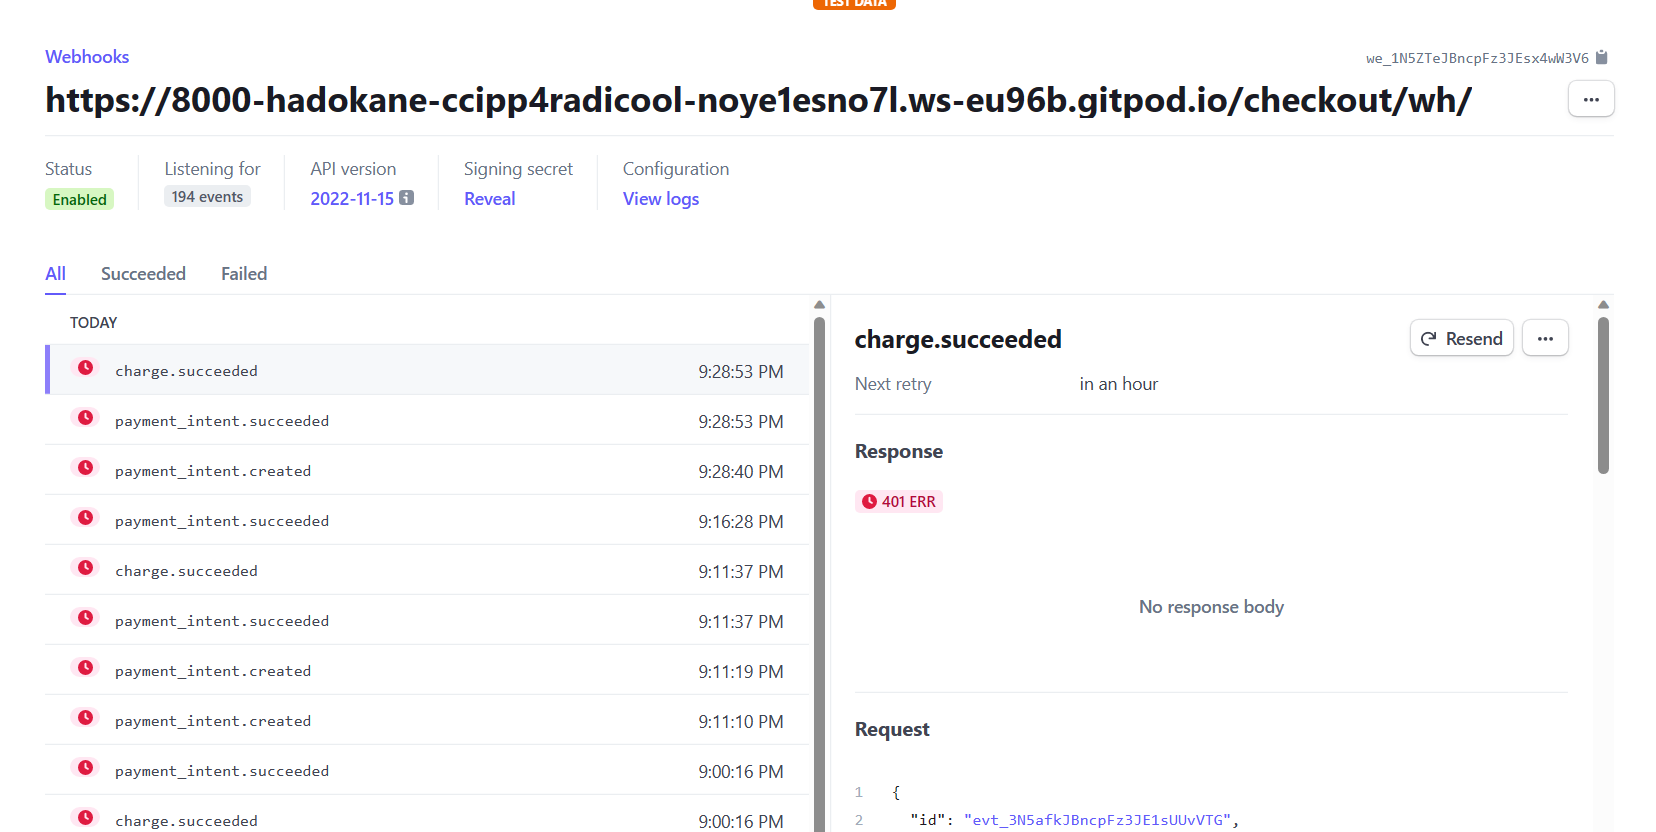 TEST DATA
Webhooks
we_1N5ZTeJBncpFz3JEsx4wW3V6
https://8000-hadokane-ccipp4radicool-noye1esno7l.ws-eu96b.gitpod.io/checkout/wh/
Status
Listening for
API version
Signing secret
Configuration
Enabled
194 events
2022-11-15
Reveal
View logs
All Succeeded Failed
TODAY
charge.succeeded 9:28:53 PM
payment_intent.succeeded 9:28:53 PM
payment_intent.created 9:28:40 PM
payment_intent.succeeded 9:16:28 PM
charge.succeeded 9:11:37 PM
payment_intent.succeeded 9:11:37 PM
payment_intent.created 9:11:19 PM
payment_intent.created 9:11:10 PM
payment_intent.succeeded 9:00:16 PM
charge.succeeded 9:00:16 PM
charge.succeeded
Resend
Next retry in an hour
Response
401 ERR
No response body
Request
1 {
2 "id": "evt_3N5afkJBncpFz3JE1sUUvVTG",